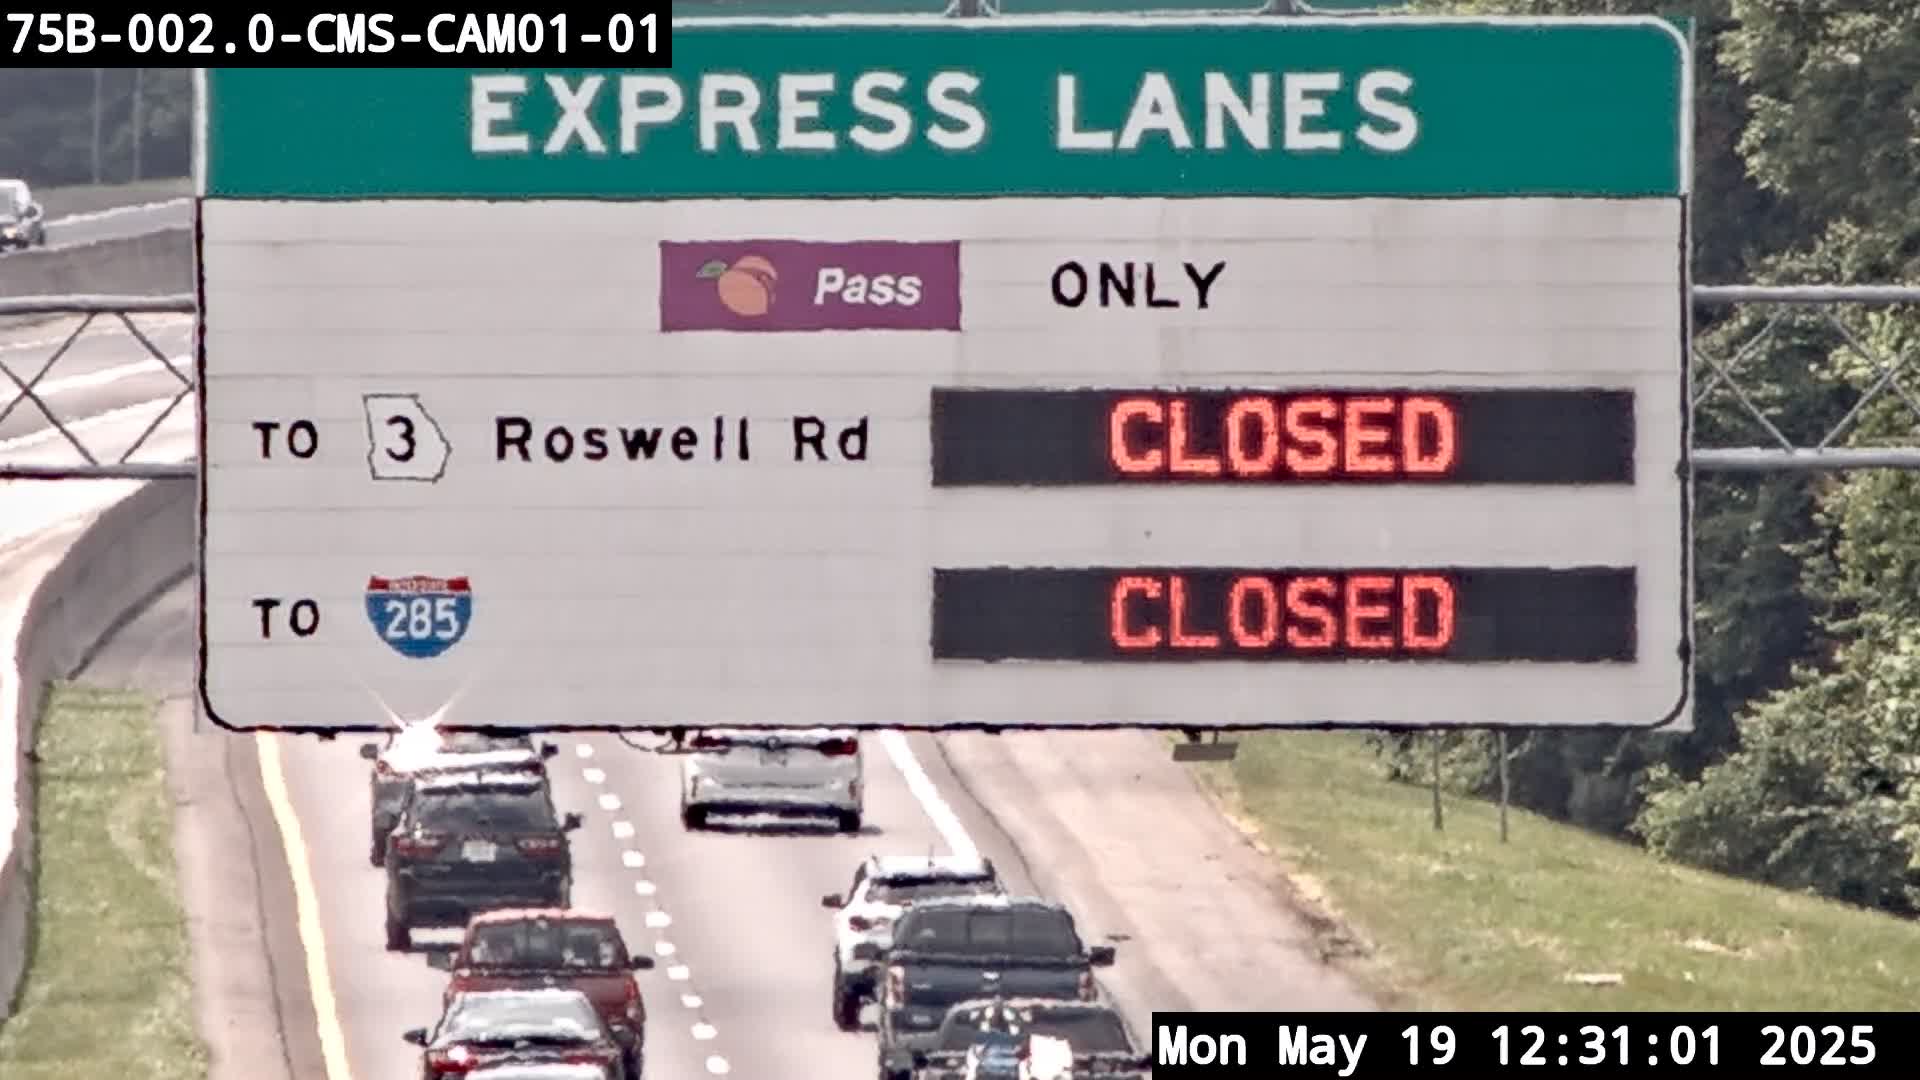 75B-002.0-CMS-CAM01-01
EXPRESS LANES
Pass ONLY
TO 3 Roswell Rd CLOSED
INTERSTATE
TO 285 CLOSED
Mon May 19 12:31:01 2025